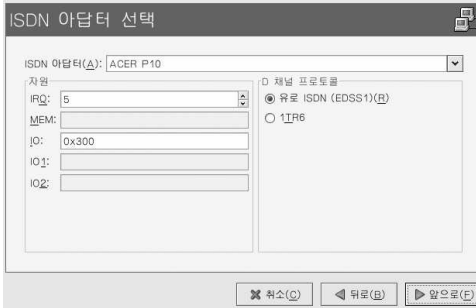 ISDN 아답터 선택
ISDN 아답터(A): ACER P10
자원
IRQ: 5
MEM:
IO: 0x300
IO1:
IO2:
D 채널 프로토콜
유로 ISDN (EDSS1)(R)
1TR6
취소(C) 뒤로(B) 앞으로(F)